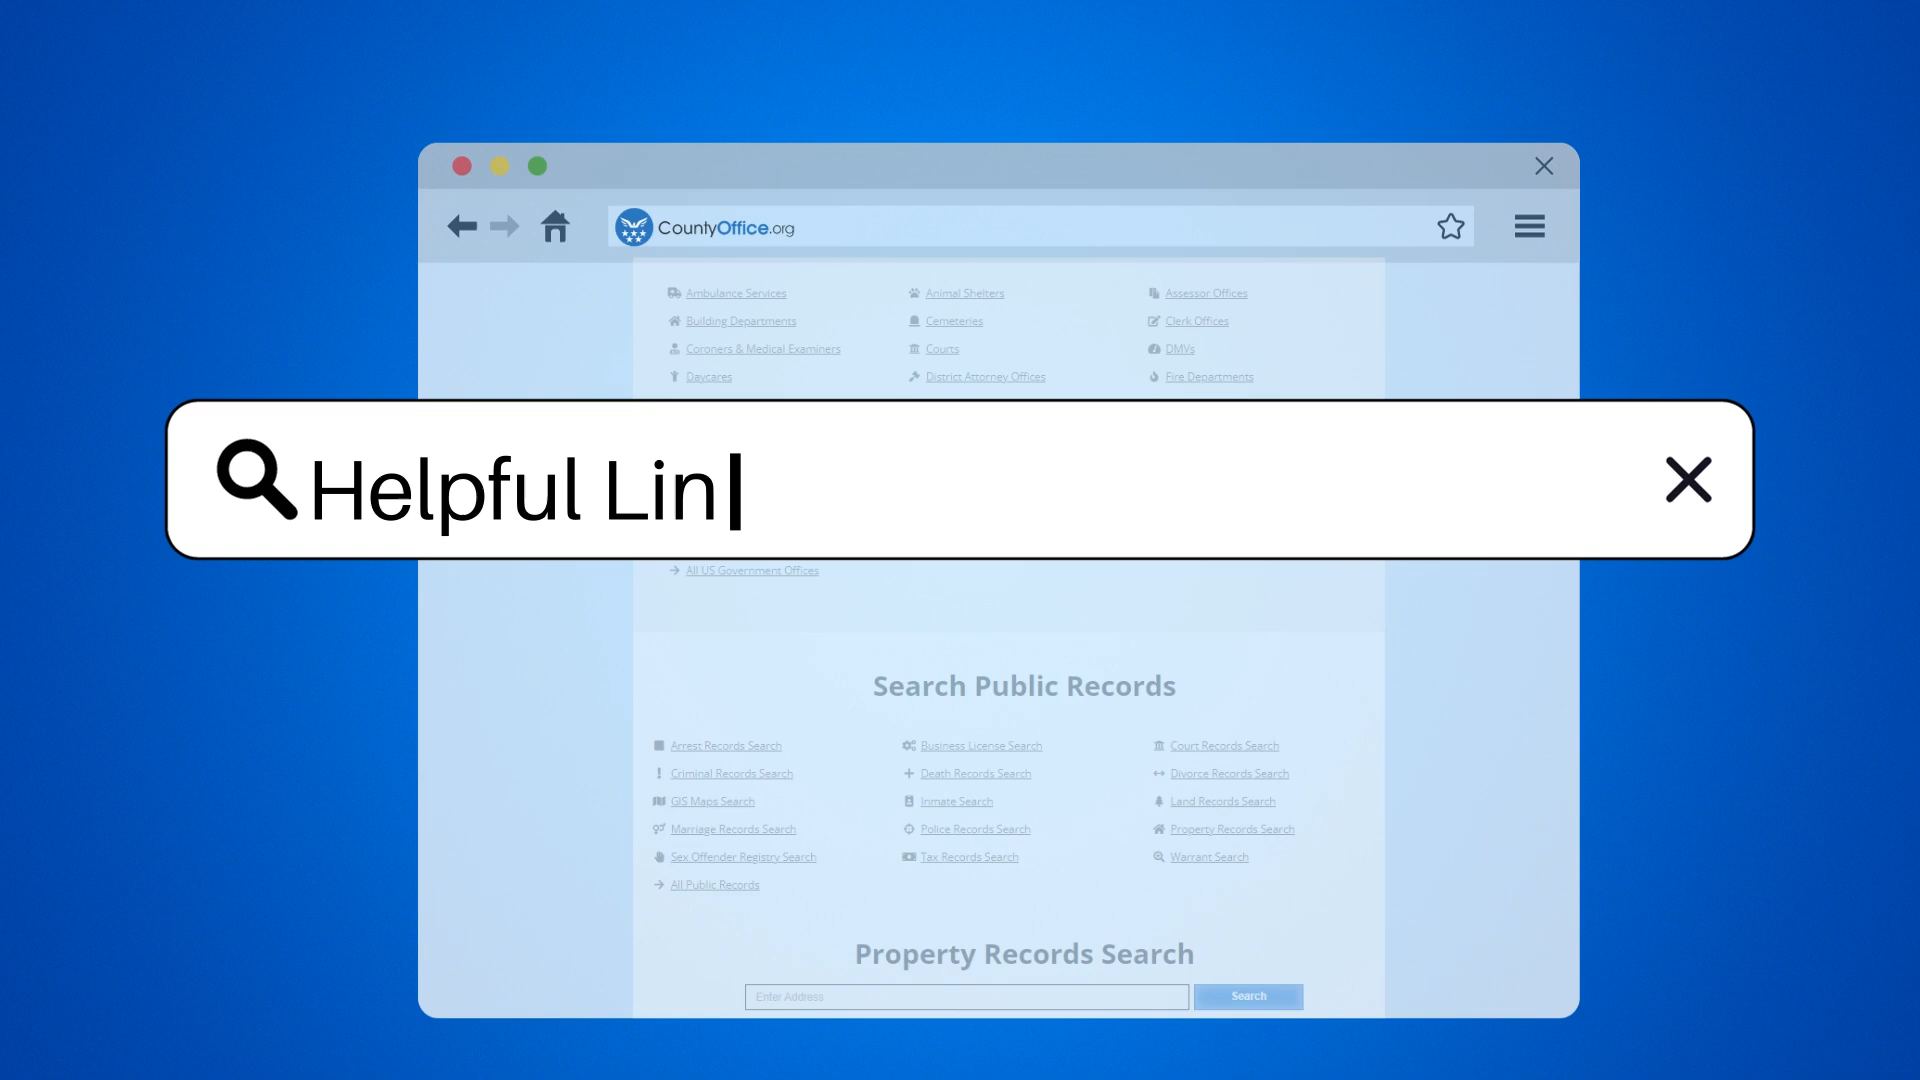 CountyOffice.org
Ambulance Services Animal Shelters Assessor Offices
Building Departments Cemeteries Clerk Offices
Coroners & Medical Examiners Courts DMVs
Daycares District Attorney Offices Fire Departments
Helpful Lin
All US Government Offices
Search Public Records
Arrest Records Search Business License Search Court Records Search
Criminal Records Search Death Records Search Divorce Records Search
GIS Maps Search Inmate Search Land Records Search
Marriage Records Search Police Records Search Property Records Search
Sex Offender Registry Search Tax Records Search Warrant Search
All Public Records
Property Records Search
Enter Address Search